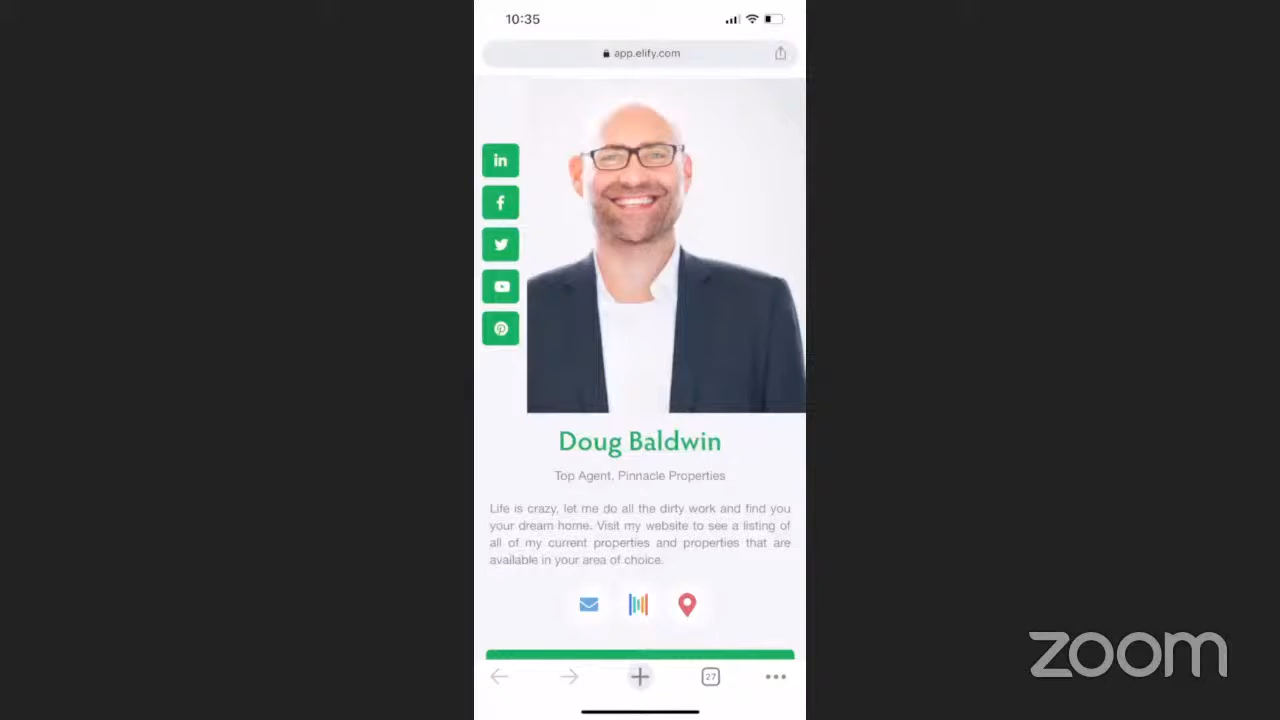 10:35
app.elify.com
in
f
Doug Baldwin
Top Agent, Pinnacle Properties
Life is crazy, let me do all the dirty work and find you
your dream home. Visit my website to see a listing of
all of my current properties and properties that are
available in your area of choice.
27
zoom